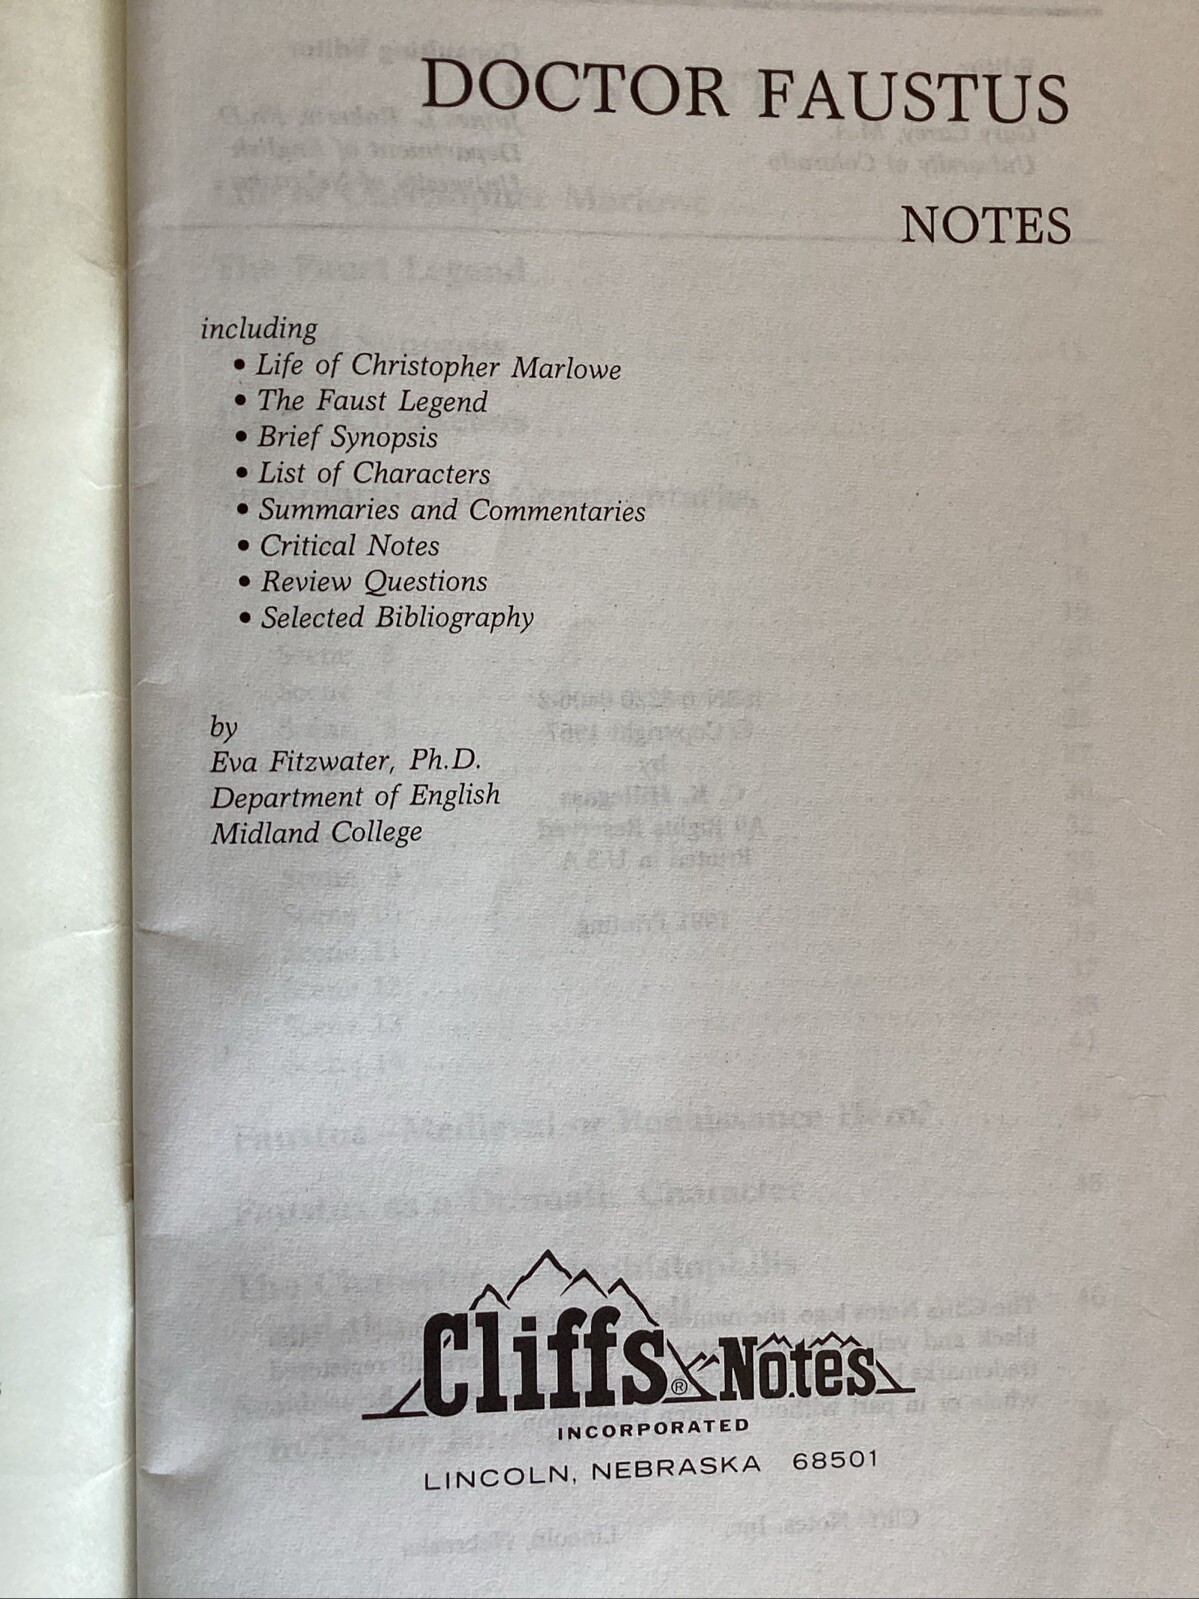 DOCTOR FAUSTUS
NOTES
including
• Life of Christopher Marlowe
• The Faust Legend
• Brief Synopsis
• List of Characters
• Summaries and Commentaries
• Critical Notes
• Review Questions
• Selected Bibliography
by
Eva Fitzwater, Ph.D.
Department of English
Midland College
Cliffs® Notes
INCORPORATED
LINCOLN, NEBRASKA 68501